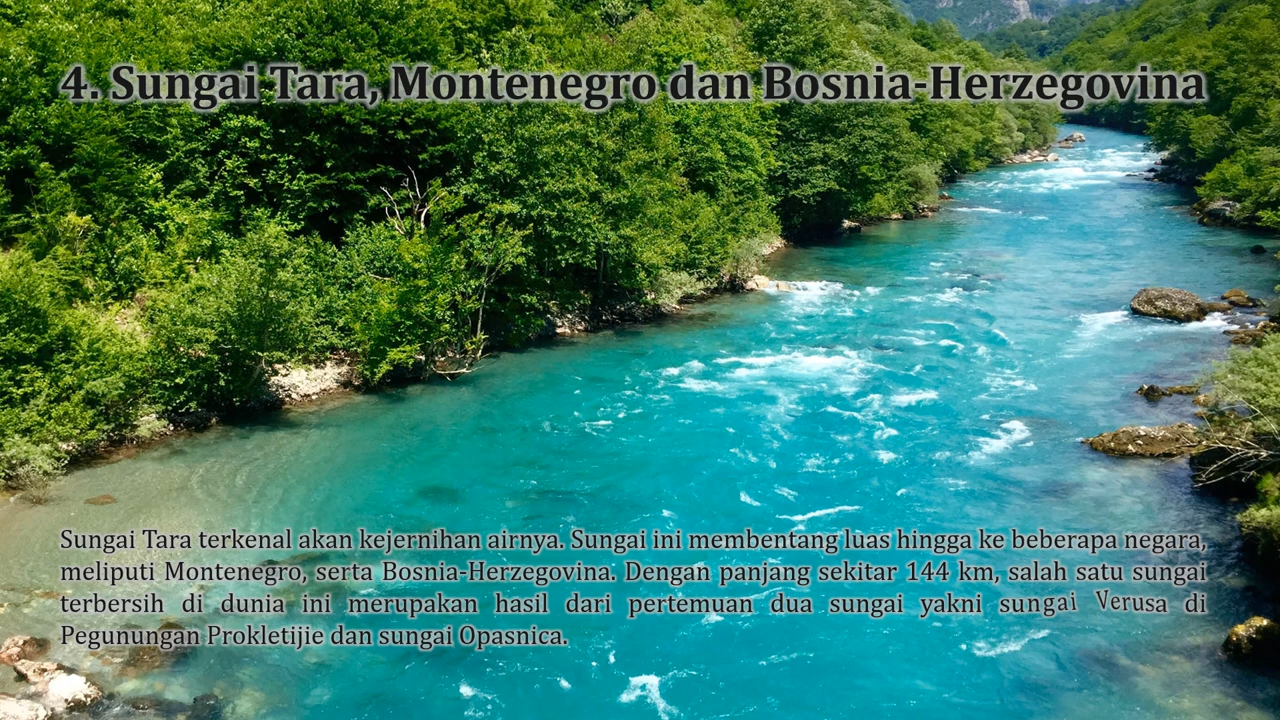 4. Sungai Tara, Montenegro dan Bosnia-Herzegovina
Sungai Tara terkenal akan kejernihan airnya. Sungai ini membentang luas hingga ke beberapa negara,
meliputi Montenegro, serta Bosnia-Herzegovina. Dengan panjang sekitar 144 km, salah satu sungai
terbersih di dunia ini merupakan hasil dari pertemuan dua sungai yakni sungai Verusa di
Pegunungan Prokletijie dan sungai Opasnica.